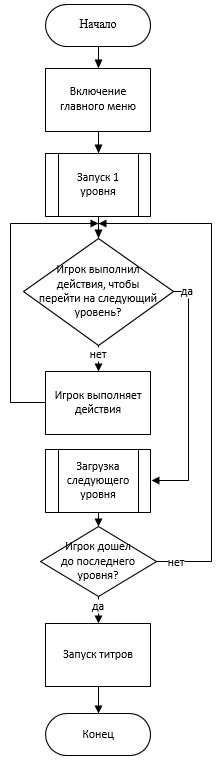 Начало
Включение
главного меню
Запуск 1
уровня
Игрок выполнил
действия, чтобы
перейти на следующий
уровень?
да
нет
Игрок выполняет
действия
Загрузка
следующего
уровня
Игрок дошел
до последнего
уровня?
нет
да
Запуск титров
Конец